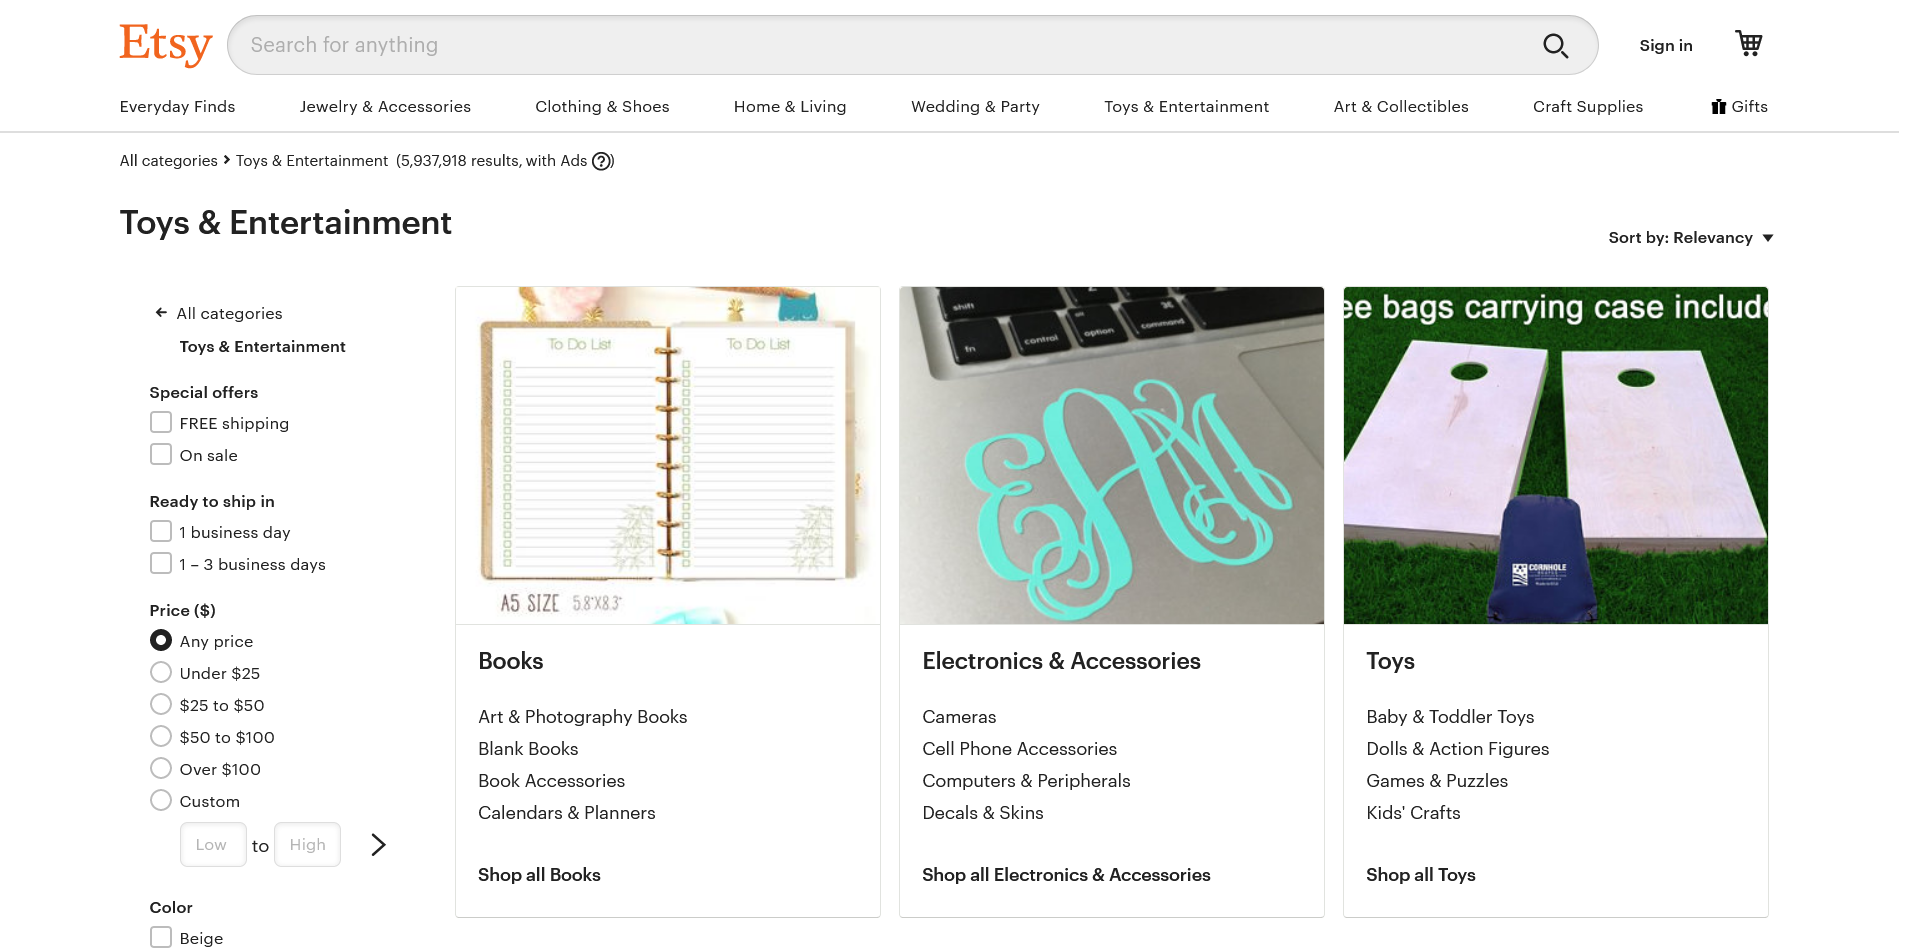 Etsy
Search for anything
Sign in
Everyday Finds
Jewelry & Accessories
Clothing & Shoes
Home & Living
Wedding & Party
Toys & Entertainment
Art & Collectibles
Craft Supplies
Gifts
All categories
Toys & Entertainment (5,937,918 results, with Ads ?)
Toys & Entertainment
Sort by: Relevancy
All categories
Toys & Entertainment
Special offers
FREE shipping
On sale
Ready to ship in
1 business day
1 – 3 business days
Price ($)
Any price
Under $25
$25 to $50
$50 to $100
Over $100
Custom
Low to High
Color
Beige
To Do List
To Do List
A5 SIZE 5.8"X8.3"
Books
Art & Photography Books
Blank Books
Book Accessories
Calendars & Planners
Shop all Books
shift
fn
control
alt
option
⌘
command
Electronics & Accessories
Cameras
Cell Phone Accessories
Computers & Peripherals
Decals & Skins
Shop all Electronics & Accessories
ee bags carrying case include
CORNHOLE
Toys
Baby & Toddler Toys
Dolls & Action Figures
Games & Puzzles
Kids' Crafts
Shop all Toys